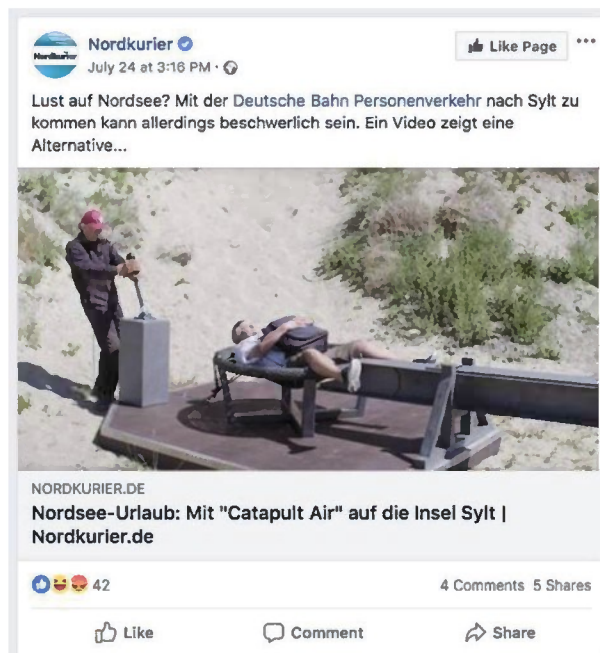 Nordkurier
Like Page
Nordkurier
July 24 at 3:16 PM ·
Lust auf Nordsee? Mit der Deutsche Bahn Personenverkehr nach Sylt zu
kommen kann allerdings beschwerlich sein. Ein Video zeigt eine
Alternative...
NORDKURIER.DE
Nordsee-Urlaub: Mit "Catapult Air" auf die Insel Sylt |
Nordkurier.de
42
4 Comments 5 Shares
Like
Comment
Share